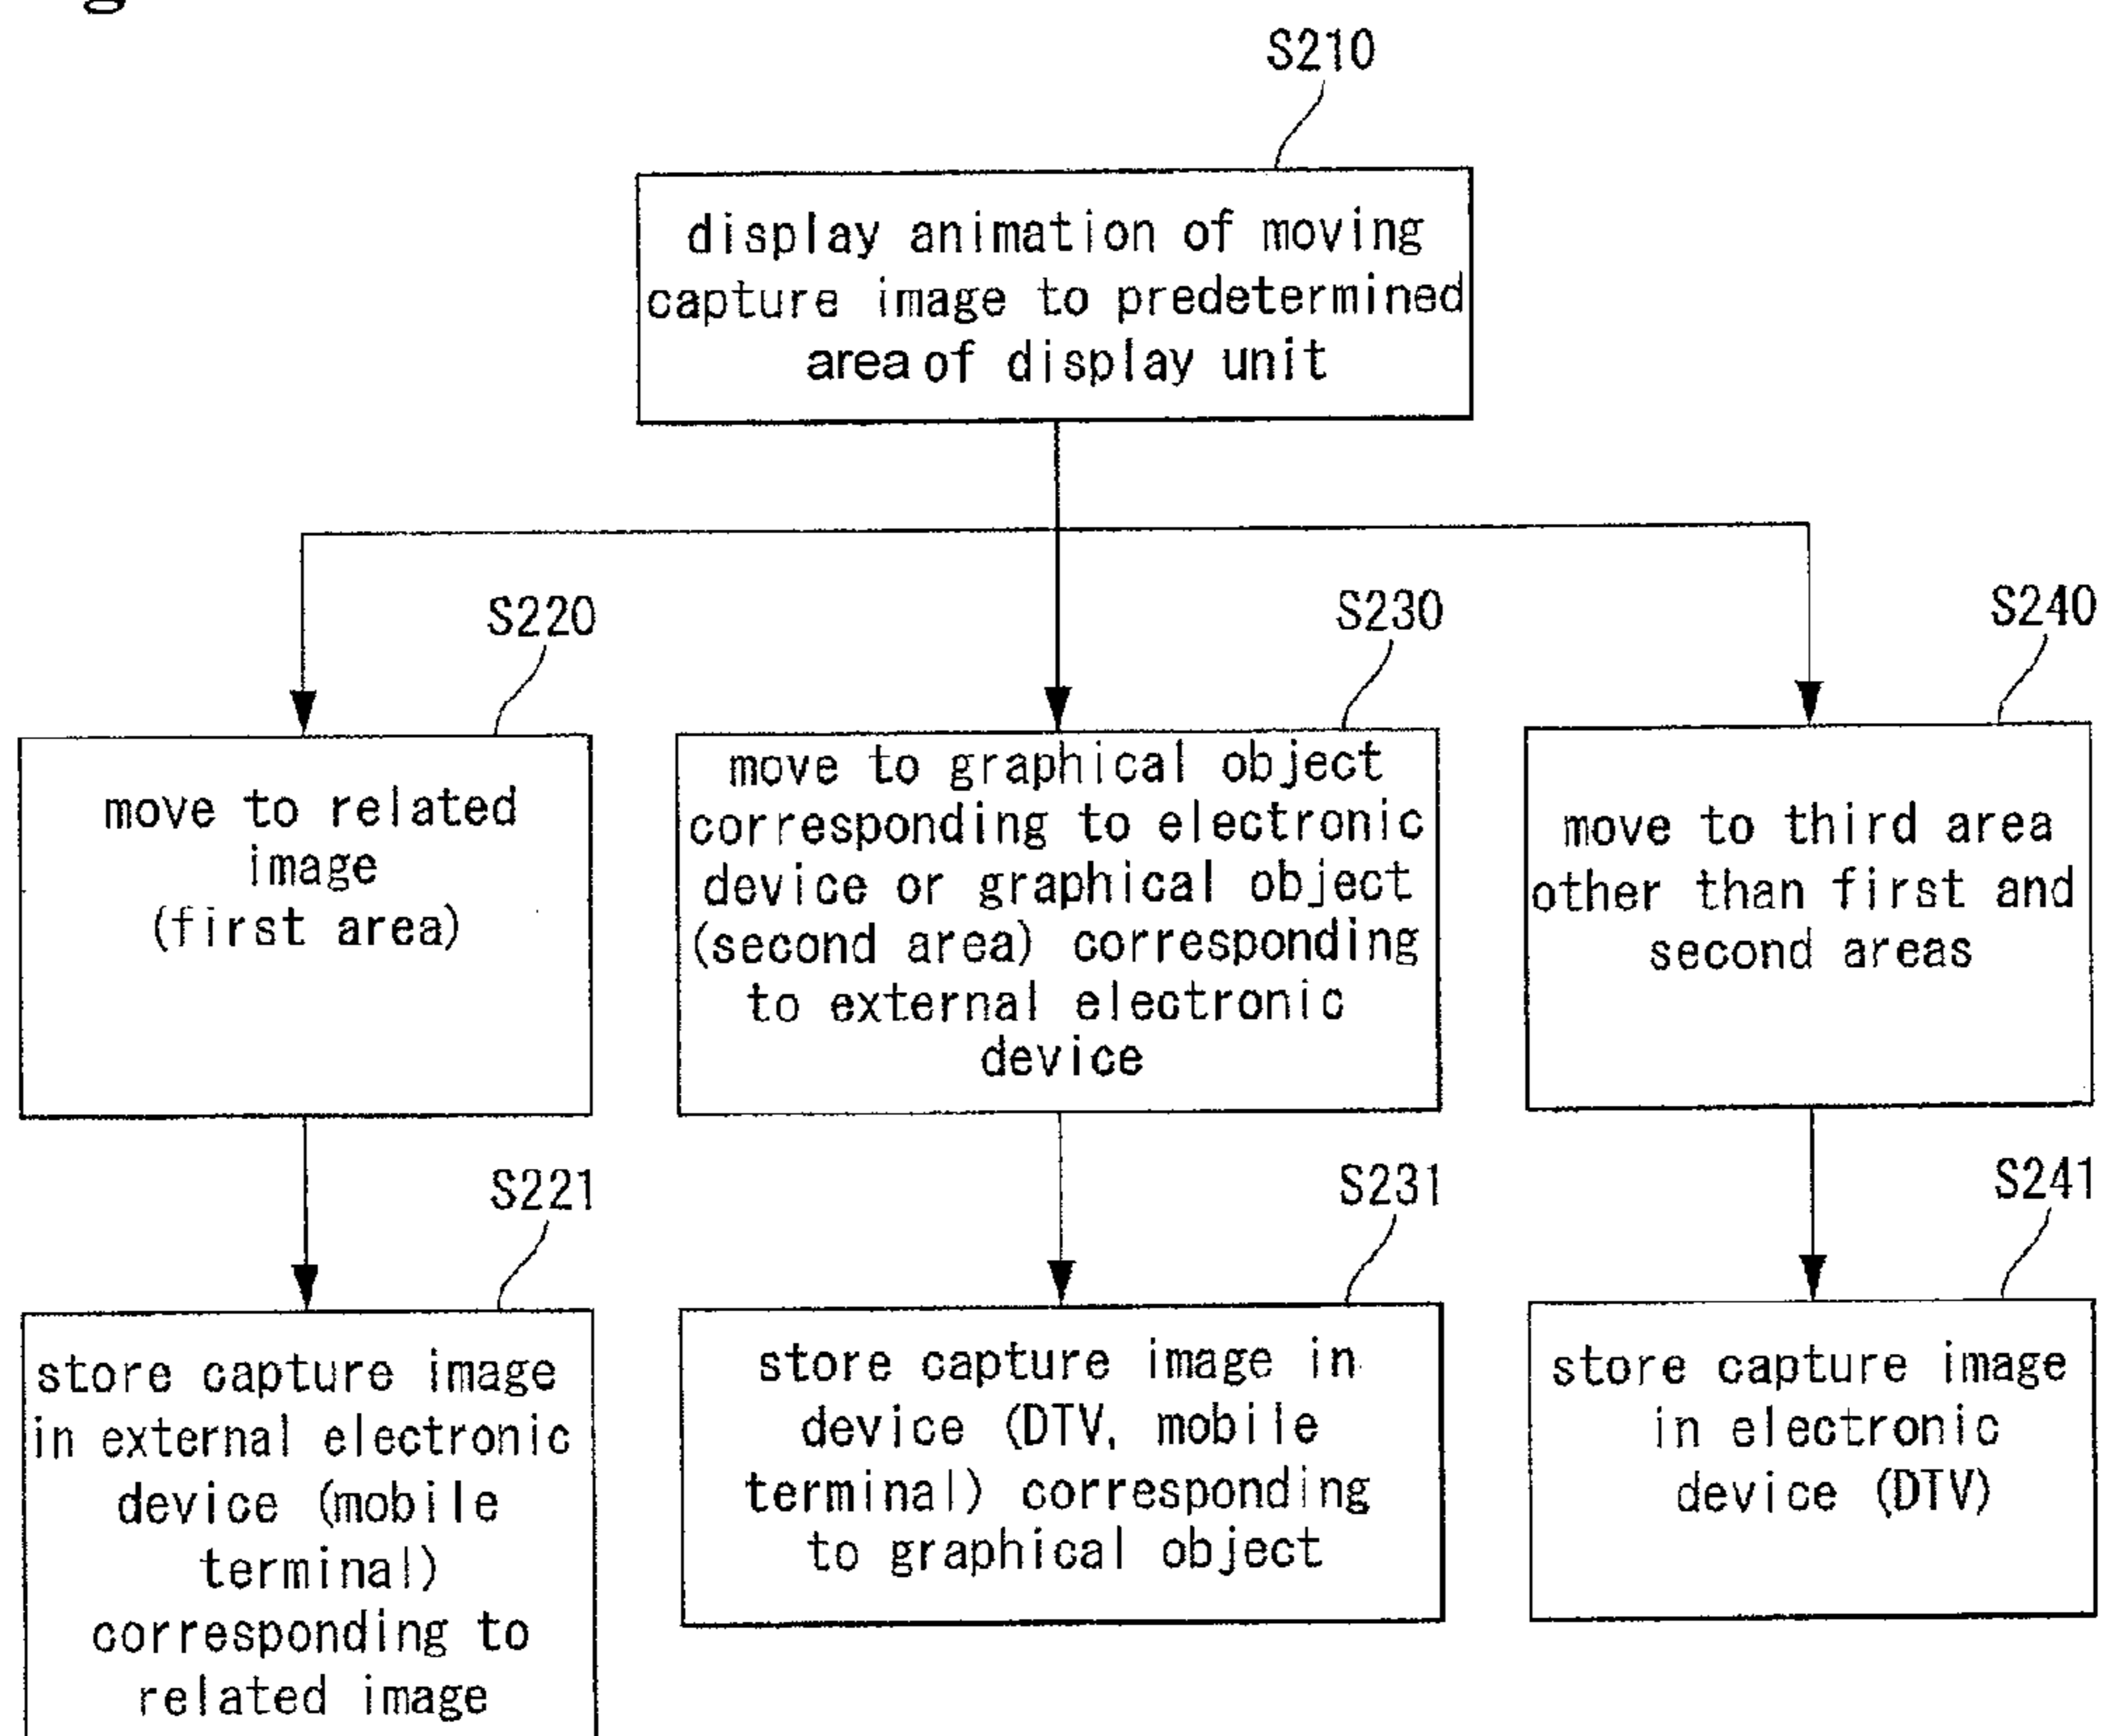 g
S210
display animation of moving
capture image to predetermined
area of display unit
S220
S230
S240
move to related
image
(first area)
move to graphical object
corresponding to electronic
device or graphical object
(second area) corresponding
to external electronic
device
move to third area
other than first and
second areas
S221
S231
S241
store capture image
in external electronic
device (mobile
terminal)
corresponding to
related image
store capture image in
device (DTV, mobile
terminal) corresponding
to graphical object
store capture image
in electronic
device (DTV)